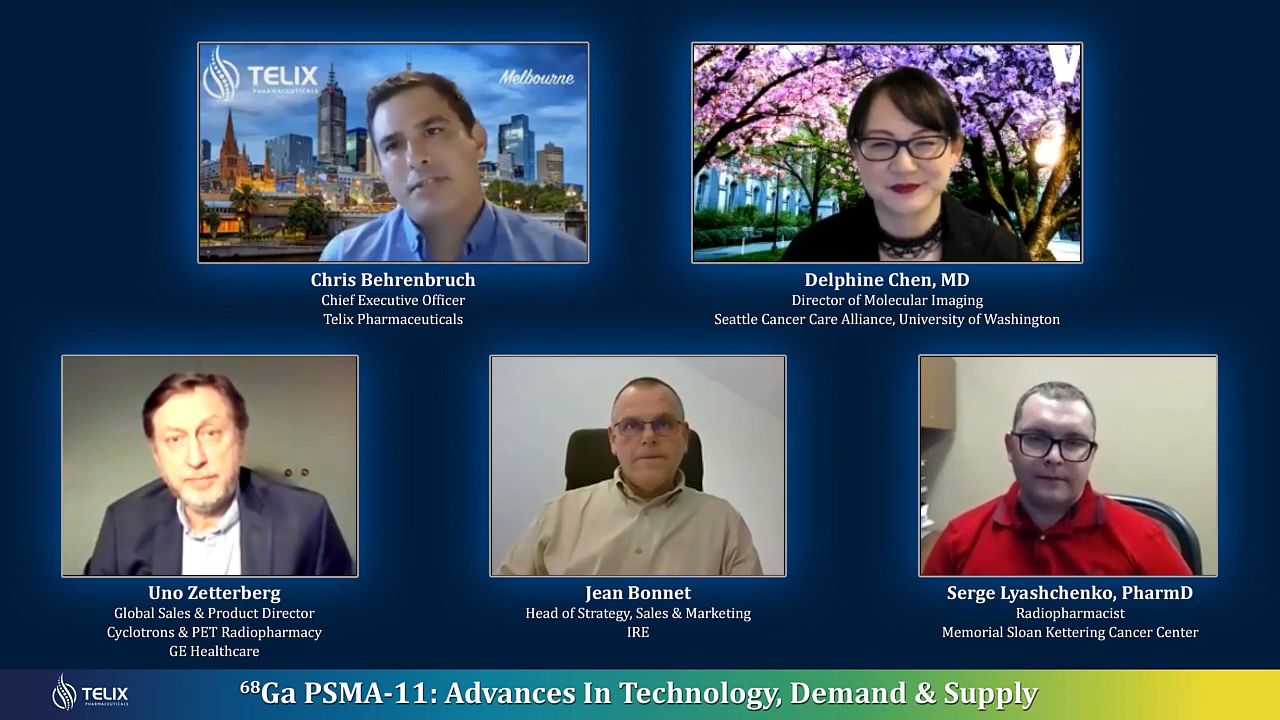 TELIX
PHARMACEUTICALS
Melbourne
W
Chris Behrenbruch
Chief Executive Officer
Telix Pharmaceuticals
Delphine Chen, MD
Director of Molecular Imaging
Seattle Cancer Care Alliance, University of Washington
Uno Zetterberg
Global Sales & Product Director
Cyclotrons & PET Radiopharmacy
GE Healthcare
Jean Bonnet
Head of Strategy, Sales & Marketing
IRE
Serge Lyashchenko, PharmD
Radiopharmacist
Memorial Sloan Kettering Cancer Center
TELIX
PHARMACEUTICALS
⁶⁸Ga PSMA-11: Advances In Technology, Demand & Supply